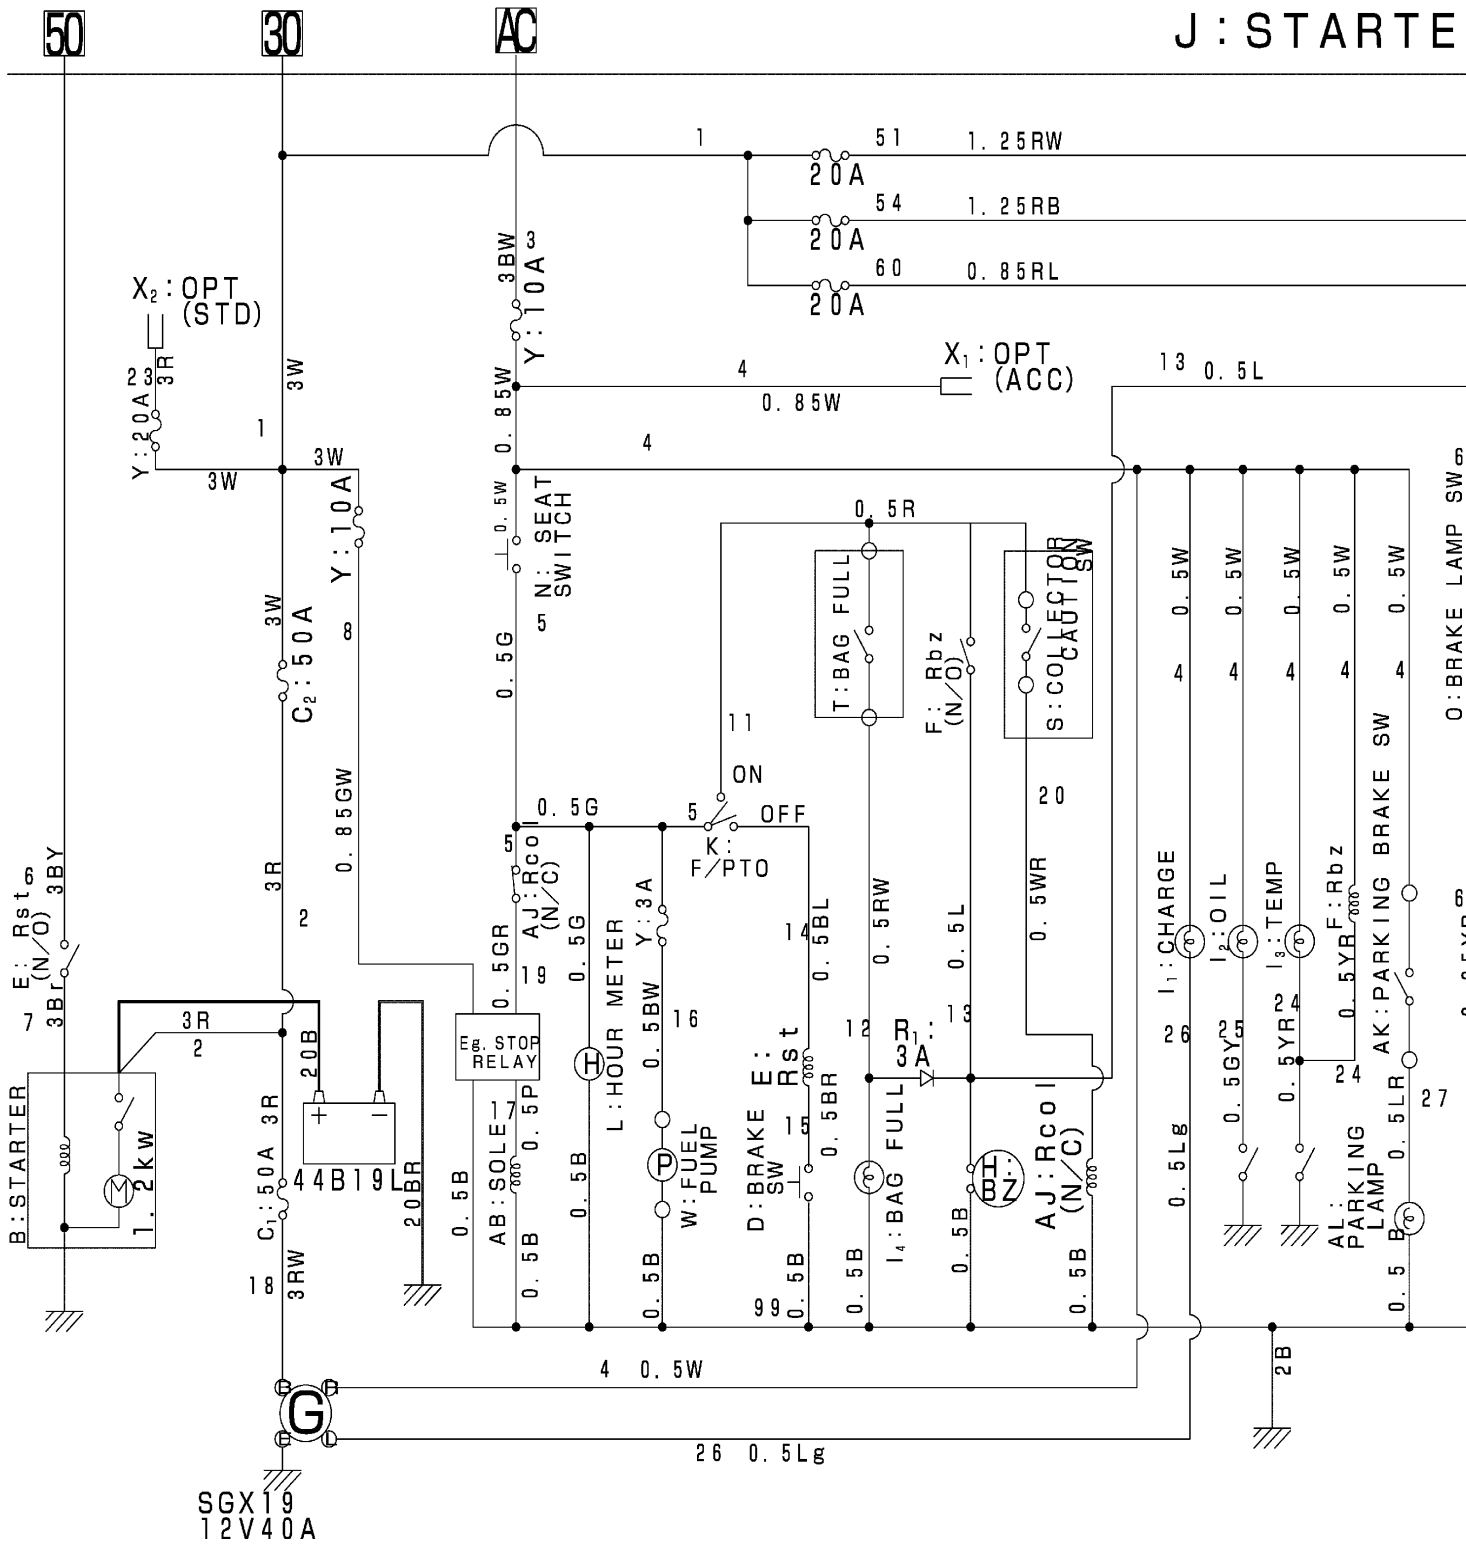 50
30
AC
J:STARTE
1
51
1.25RW
20A
54
1.25RB
20A
60
0.85RL
20A
3BW
3
Y:10A
X₂:OPT
(STD)
23
3R
Y:20A
3W
1
3W
3W
Y:10A
8
0.85GW
0.85W
4
0.85W
X₁:OPT
(ACC)
13
0.5L
4
0.5W
N: SEAT
SWITCH
5
0.5G
3W
C₂:50A
0.5R
T:BAG FULL
F: Rbz
(N/O)
S:COLLECTOR
CAUTION
SW
11
ON
0.5G
5
OFF
K:
F/PTO
20
0.5WR
0.5W
4
0.5W
4
0.5W
4
0.5W
4
0.5W
4
6
O:BRAKE LAMP SW
6
3BY
E: Rst
(N/O)
7
3Br
3R
2
5
AJ:Rcol
(N/C)
0.5GR
19
0.5G
L:HOUR METER
Y:3A
0.5BW
16
14
0.5BL
0.5RW
12
0.5L
13
R₁:
3A
I₁:CHARGE
26
I₂:OIL
25
0.5GY
I₃:TEMP
24
0.5YR
F:Rbz
0.5YR
24
AK:PARKING BRAKE SW
6
3R
2
20B
Eg. STOP
RELAY
H
E:
Rst
15
0.5BR
D:BRAKE
SW
B:STARTER
M
1.2kw
+
−
44B19L
20BR
C₁:50A
3R
18
3RW
0.5B
17
0.5P
AB:SOLE
0.5B
0.5B
P
W:FUEL
PUMP
0.5B
99
0.5B
0.5B
I₄:BAG FULL
H:
BZ
0.5B
AJ:Rcol
(N/C)
0.5B
0.5Lg
0.5LR
27
AL:
PARKING
LAMP
0.5B
2B
4 0.5W
B
R
G
E
L
26 0.5Lg
SGX19
12V40A